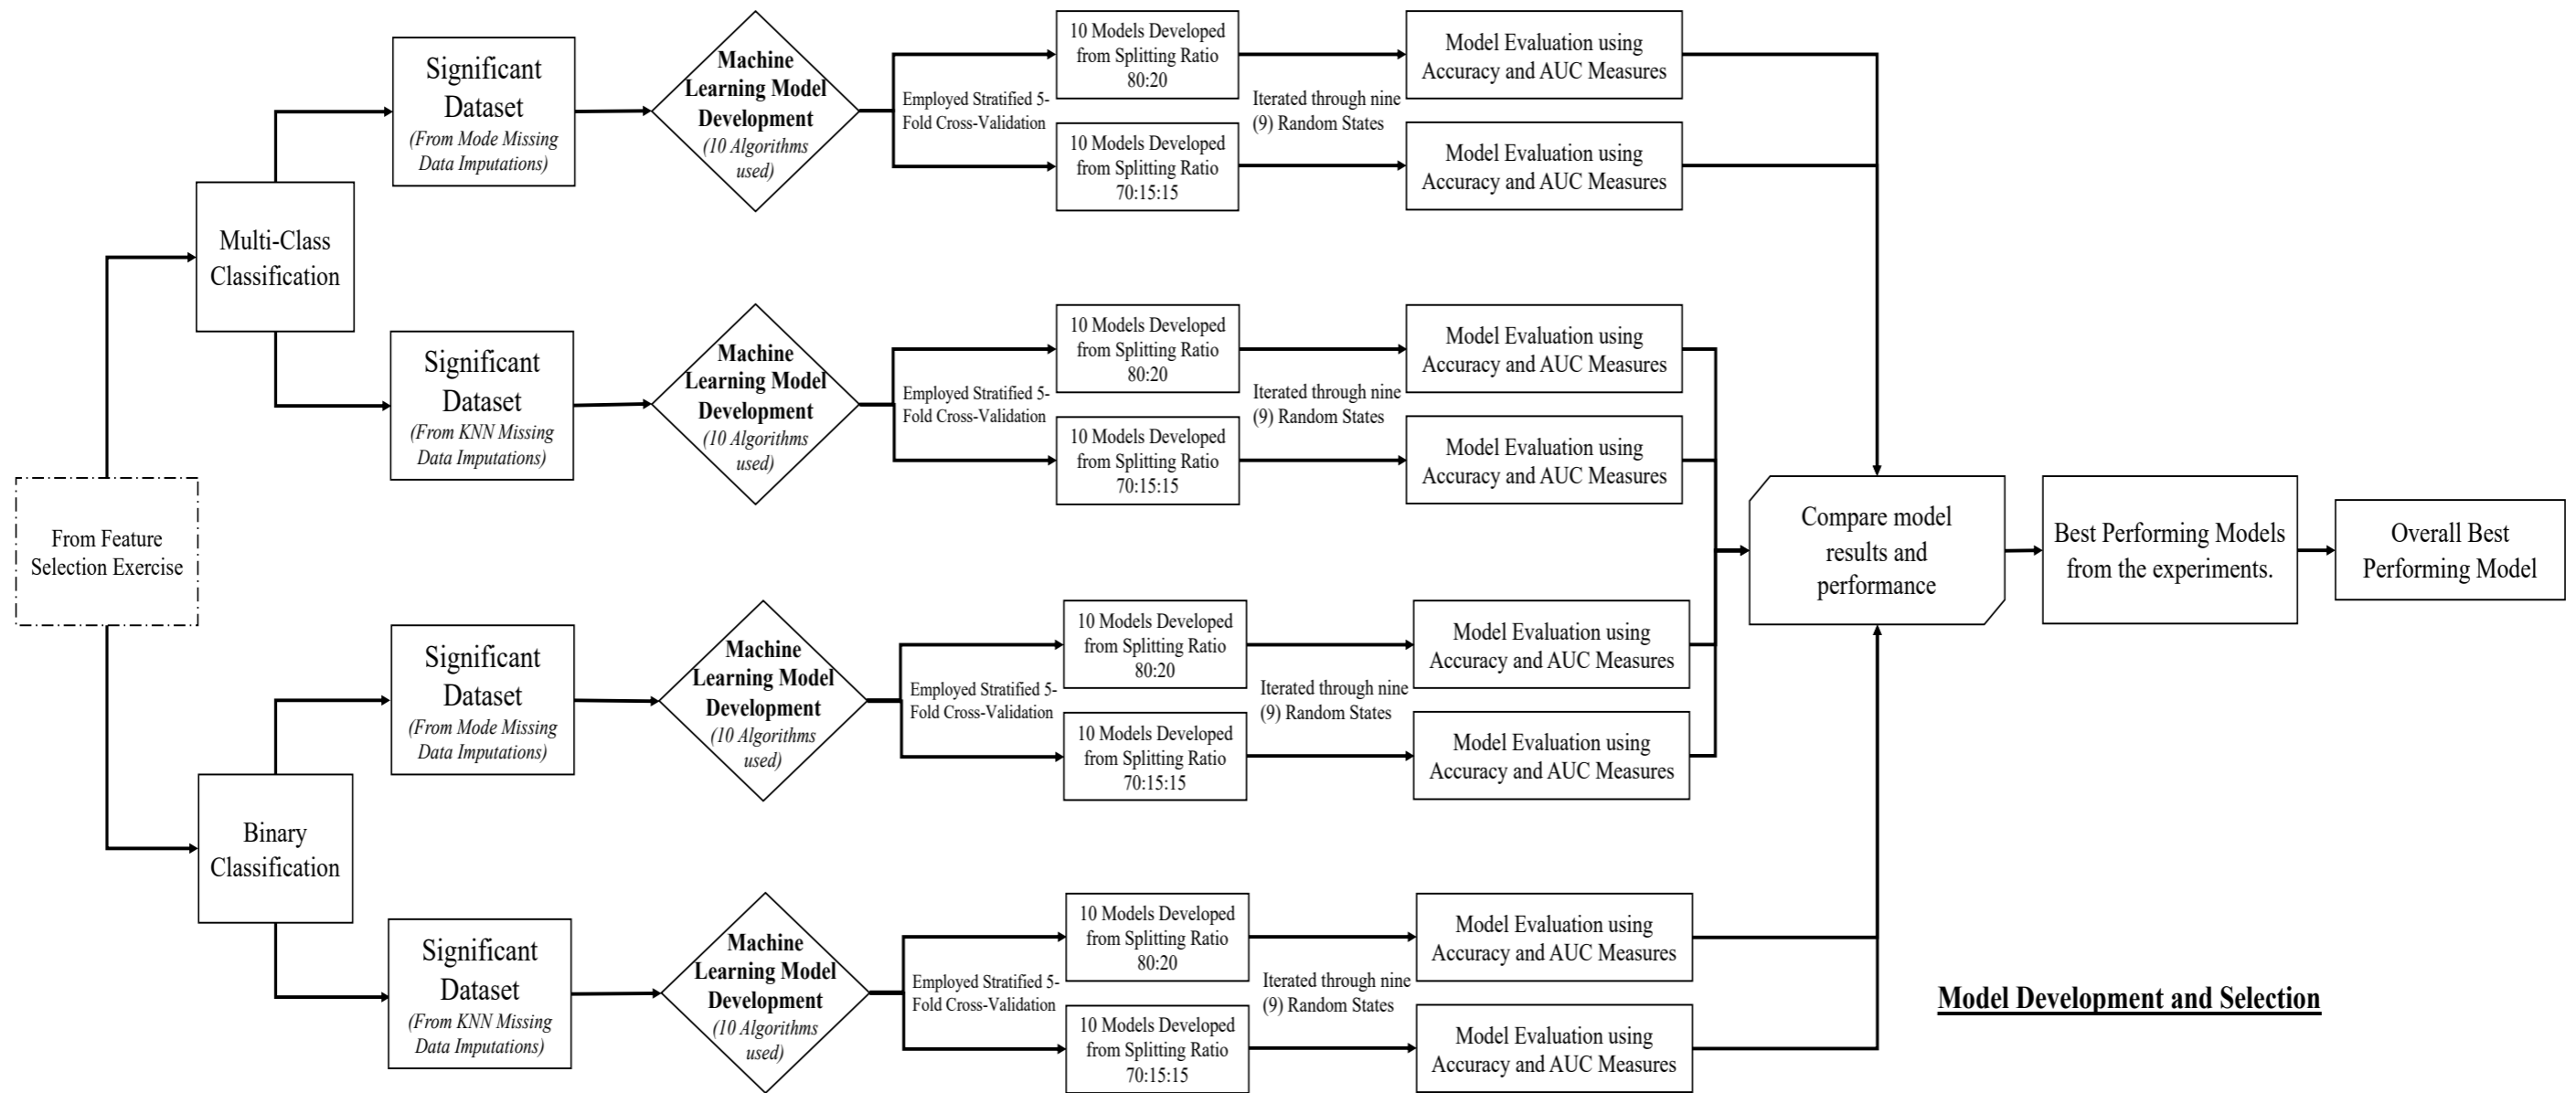 From Feature
Selection Exercise
Multi-Class
Classification
Significant
Dataset
(From Mode Missing
Data Imputations)
Machine
Learning Model
Development
(10 Algorithms
used)
Employed Stratified 5-
Fold Cross-Validation
10 Models Developed
from Splitting Ratio
80:20
10 Models Developed
from Splitting Ratio
70:15:15
Iterated through nine
(9) Random States
Model Evaluation using
Accuracy and AUC Measures
Model Evaluation using
Accuracy and AUC Measures
Significant
Dataset
(From KNN Missing
Data Imputations)
Machine
Learning Model
Development
(10 Algorithms
used)
Employed Stratified 5-
Fold Cross-Validation
10 Models Developed
from Splitting Ratio
80:20
10 Models Developed
from Splitting Ratio
70:15:15
Iterated through nine
(9) Random States
Model Evaluation using
Accuracy and AUC Measures
Model Evaluation using
Accuracy and AUC Measures
Binary
Classification
Significant
Dataset
(From Mode Missing
Data Imputations)
Machine
Learning Model
Development
(10 Algorithms
used)
Employed Stratified 5-
Fold Cross-Validation
10 Models Developed
from Splitting Ratio
80:20
10 Models Developed
from Splitting Ratio
70:15:15
Iterated through nine
(9) Random States
Model Evaluation using
Accuracy and AUC Measures
Model Evaluation using
Accuracy and AUC Measures
Significant
Dataset
(From KNN Missing
Data Imputations)
Machine
Learning Model
Development
(10 Algorithms
used)
Employed Stratified 5-
Fold Cross-Validation
10 Models Developed
from Splitting Ratio
80:20
10 Models Developed
from Splitting Ratio
70:15:15
Iterated through nine
(9) Random States
Model Evaluation using
Accuracy and AUC Measures
Model Evaluation using
Accuracy and AUC Measures
Compare model
results and
performance
Best Performing Models
from the experiments.
Overall Best
Performing Model
Model Development and Selection